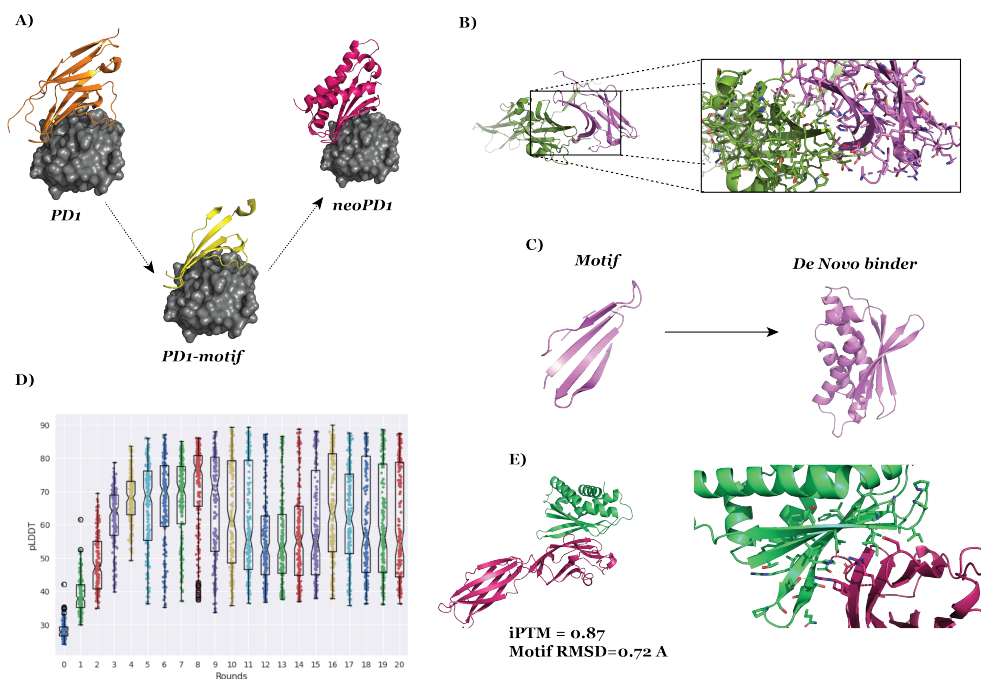 A)
PD1
neoPD1
PD1-motif
B)
C)
Motif
De Novo binder
D)
90
80
70
60
50
40
30
pLDDT
0 1 2 3 4 5 6 7 8 9 10 11 12 13 14 15 16 17 18 19 20
Rounds
E)
iPTM = 0.87
Motif RMSD=0.72 A